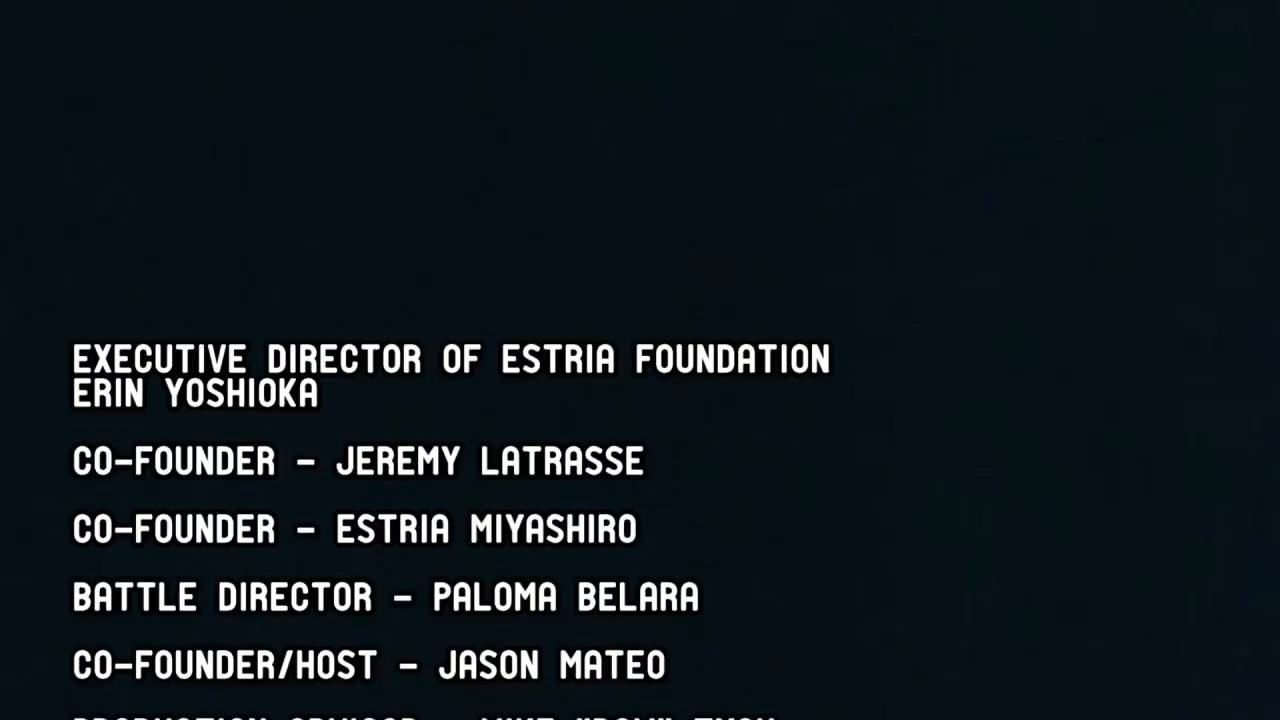 EXECUTIVE DIRECTOR OF ESTRIA FOUNDATION
ERIN YOSHIOKA
CO-FOUNDER - JEREMY LATRASSE
CO-FOUNDER - ESTRIA MIYASHIRO
BATTLE DIRECTOR - PALOMA BELARA
CO-FOUNDER/HOST - JASON MATEO